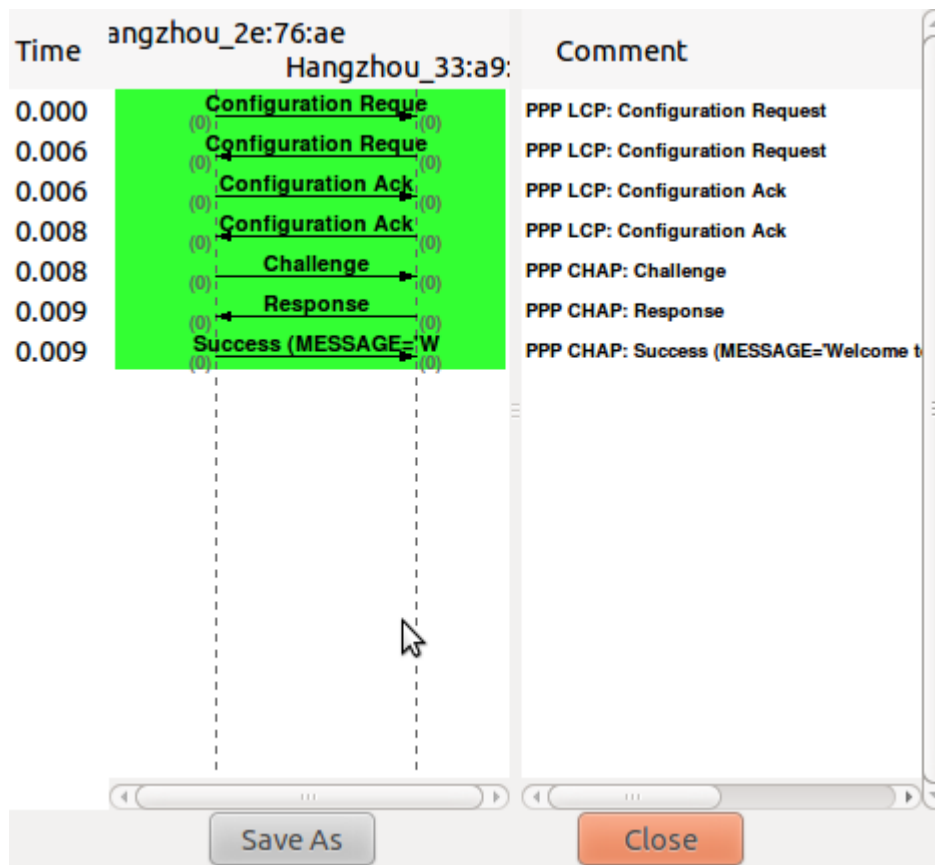 Time
angzhou_2e:76:ae
Hangzhou_33:a9:
Comment
0.000 (0) Configuration Reque (0) PPP LCP: Configuration Request
0.006 (0) Configuration Reque (0) PPP LCP: Configuration Request
0.006 (0) Configuration Ack (0) PPP LCP: Configuration Ack
0.008 (0) Configuration Ack (0) PPP LCP: Configuration Ack
0.008 (0) Challenge (0) PPP CHAP: Challenge
0.009 (0) Response (0) PPP CHAP: Response
0.009 (0) Success (MESSAGE='W (0) PPP CHAP: Success (MESSAGE='Welcome t
Save As
Close